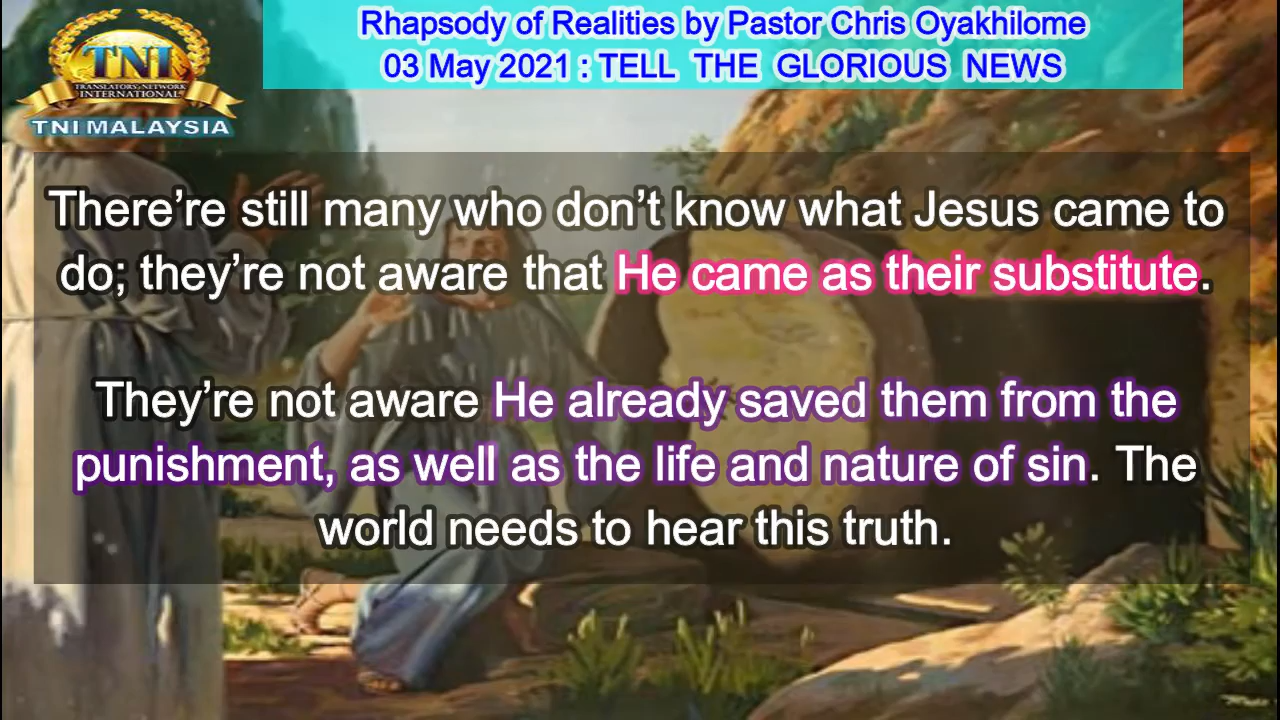 Rhapsody of Realities by Pastor Chris Oyakhilome
03 May 2021 : TELL THE GLORIOUS NEWS
TNI
TRANSLATORS NETWORK
INTERNATIONAL
TNI MALAYSIA
There’re still many who don’t know what Jesus came to
do; they’re not aware that He came as their substitute.
They’re not aware He already saved them from the
punishment, as well as the life and nature of sin. The
world needs to hear this truth.